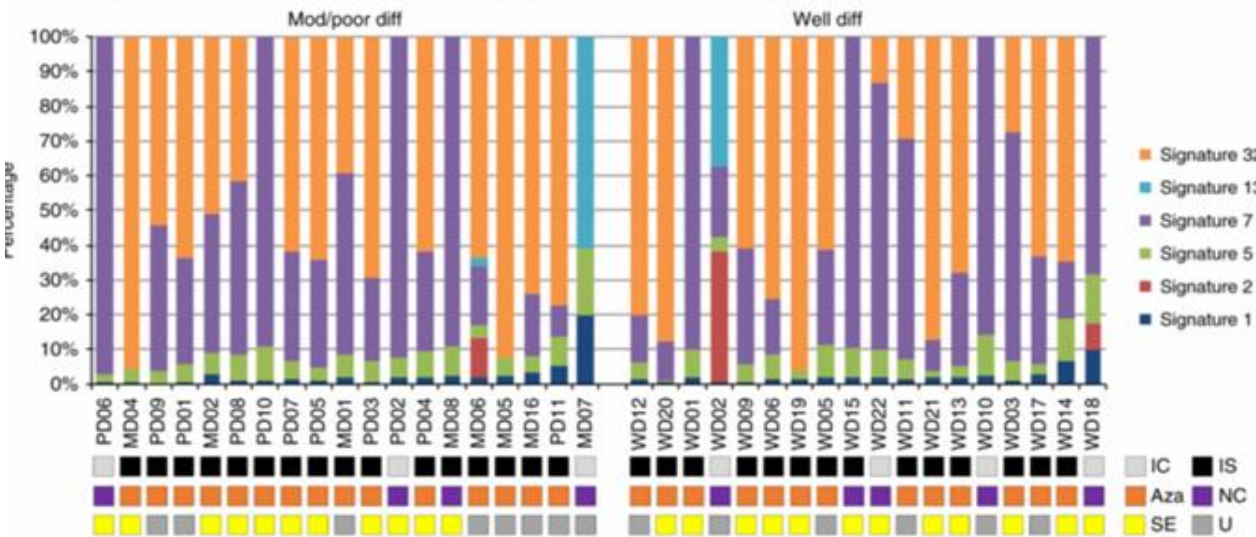 Mod/poor diff Well diff
100%
90%
80%
70%
60%
50%
40%
30%
20%
10%
0%
Percentage
Signature 32
Signature 13
Signature 7
Signature 5
Signature 2
Signature 1
PD06 MD04 PD09 PD01 MD02 PD08 PD10 PD07 PD05 MD01 PD03 PD02 PD04 MD08 MD06 MD05 MD16 PD11 MD07 WD12 WD20 WD01 WD02 WD09 WD06 WD19 WD05 WD15 WD22 WD11 WD21 WD13 WD10 WD03 WD17 WD14 WD18
IC IS
Aza NC
SE U